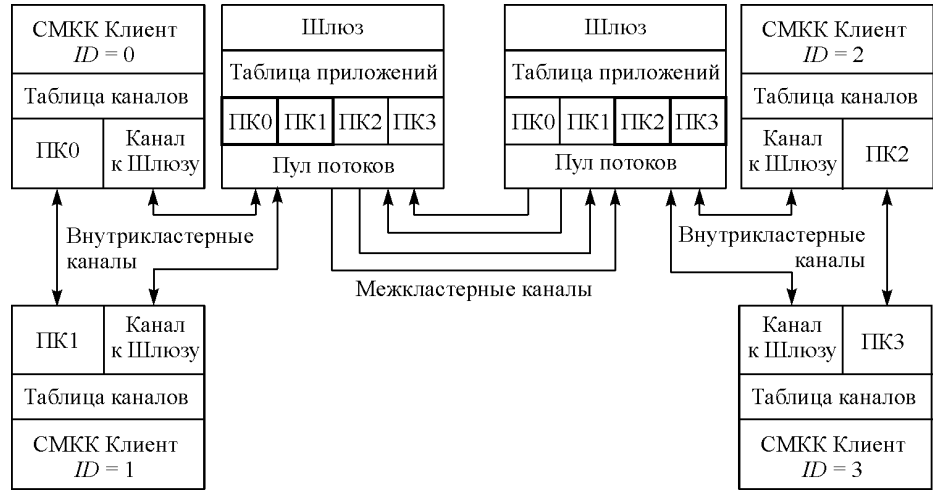 СМКК Клиент
ID = 0
Таблица каналов
ПК0
Канал
к Шлюзу
Шлюз
Таблица приложений
ПК0 ПК1 ПК2 ПК3
Пул потоков
Шлюз
Таблица приложений
ПК0 ПК1 ПК2 ПК3
Пул потоков
СМКК Клиент
ID = 2
Таблица каналов
Канал
к Шлюзу
ПК2
Внутрикластерные
каналы
Межкластерные каналы
Внутрикластерные
каналы
ПК1
Канал
к Шлюзу
Таблица каналов
СМКК Клиент
ID = 1
Канал
к Шлюзу
ПК3
Таблица каналов
СМКК Клиент
ID = 3